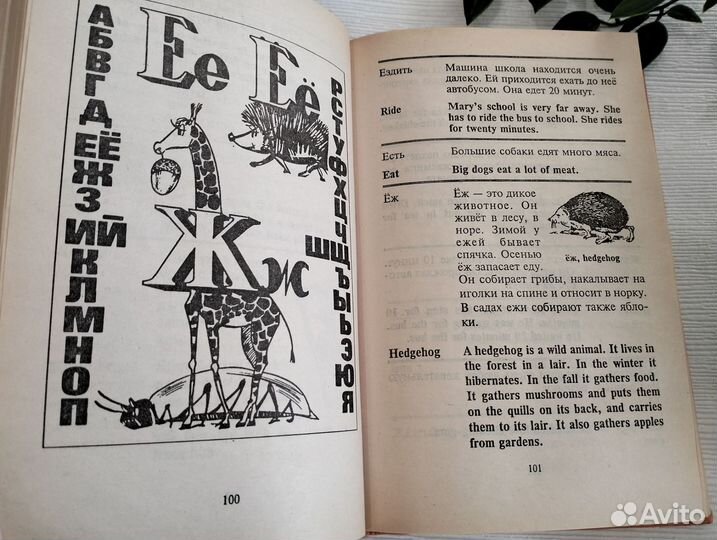 А
Б
В
Г
Д
ЕЁ
Ж
З
ИЙ
К
Л
М
Н
О
П
Ее Ёё
Жж
Р
С
Т
У
Ф
Х
Ц
Ч
ШЩ
Ъ
Ы
Ь
Э
Ю
Я
100
Ездить
Машина школа находится очень
далеко. Ей приходится ехать до неё
автобусом. Она едет 20 минут.
Ride
Mary's school is very far away. She
has to ride the bus to school. She rides
for twenty minutes.
Есть
Большие собаки едят много мяса.
Eat
Big dogs eat a lot of meat.
Ёж
Ёж — это дикое
животное. Он
живёт в лесу, в
норе. Зимой у
ежей бывает
спячка. Осенью
ёж запасает еду.
ёж, hedgehog
Он собирает грибы, накалывает на
иголки на спине и относит в норку.
В садах ежи собирают также ябло-
ки.
Hedgehog
A hedgehog is a wild animal. It lives in
the forest in a lair. In the winter it
hibernates. In the fall it gathers food.
It gathers mushrooms and puts them
on the quills on its back, and carries
them to its lair. It also gathers apples
from gardens.
101
Avito